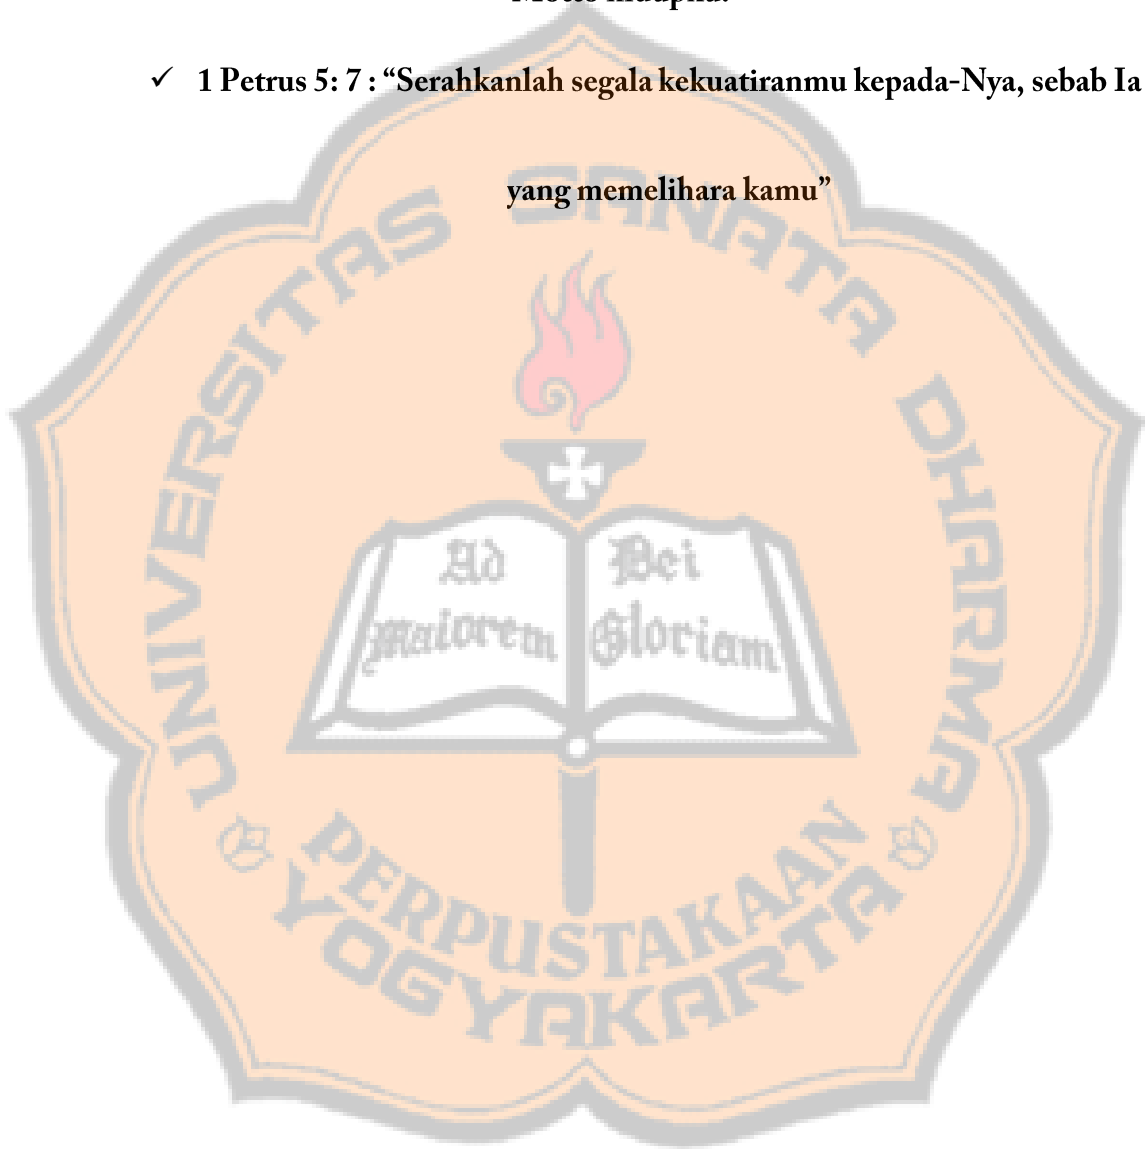 ✓ 1 Petrus 5: 7 : “Serahkanlah segala kekuatiranmu kepada-Nya, sebab Ia
yang memelihara kamu”
UNIVERSITAS SANATA DHARMA
Ad Dei
maiorem Gloriam
PERPUSTAKAAN
YOGYAKARTA